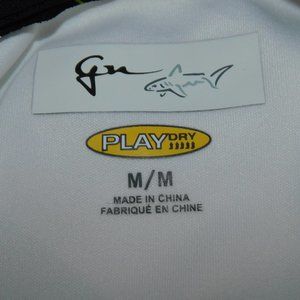 PLAYDRY
M/M
MADE IN CHINA
FABRIQUÉ EN CHINE